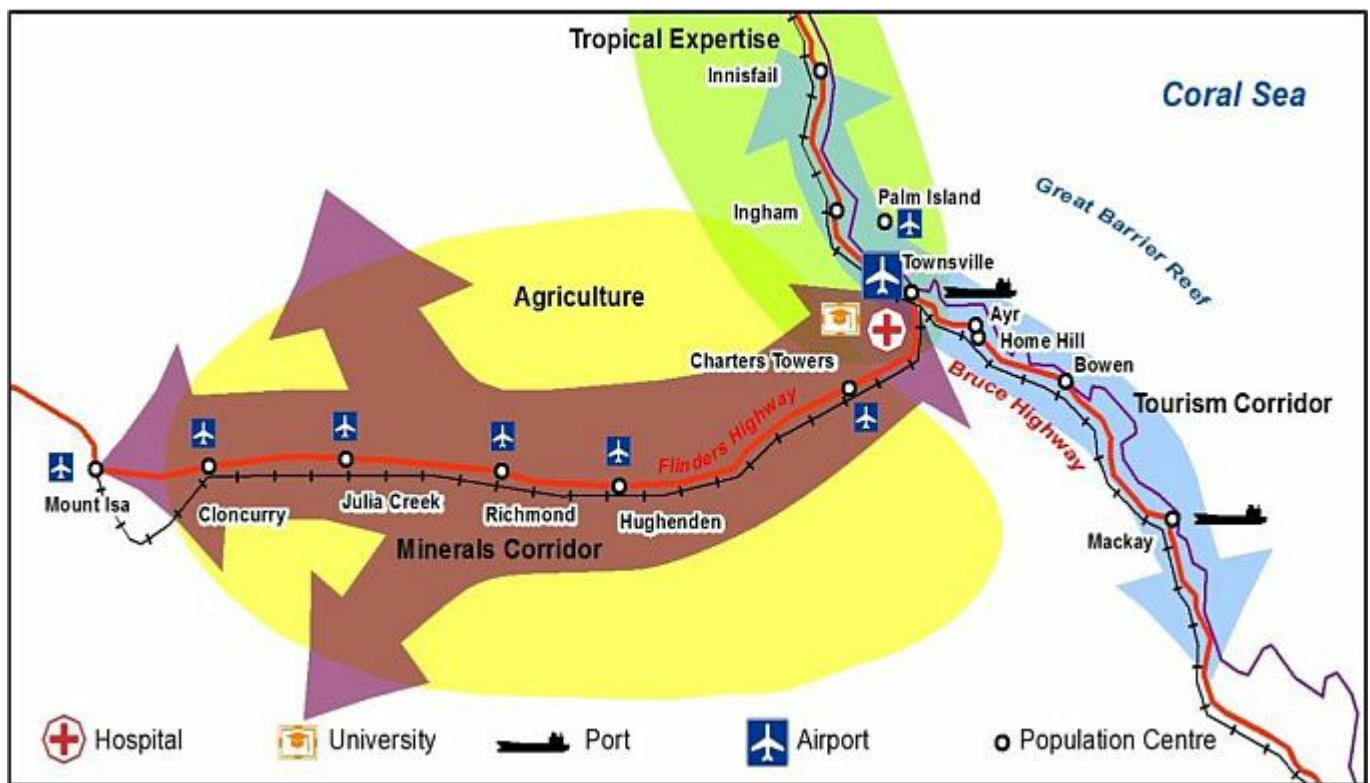 Tropical Expertise
Innisfail
Coral Sea
Great Barrier Reef
Palm Island
Ingham
Townsville
Agriculture
Ayr
Home Hill
Charters Towers
Bowen
Bruce Highway
Tourism Corridor
Flinders Highway
Mount Isa
Cloncurry
Julia Creek
Richmond
Hughenden
Minerals Corridor
Mackay
Hospital
University
Port
Airport
Population Centre